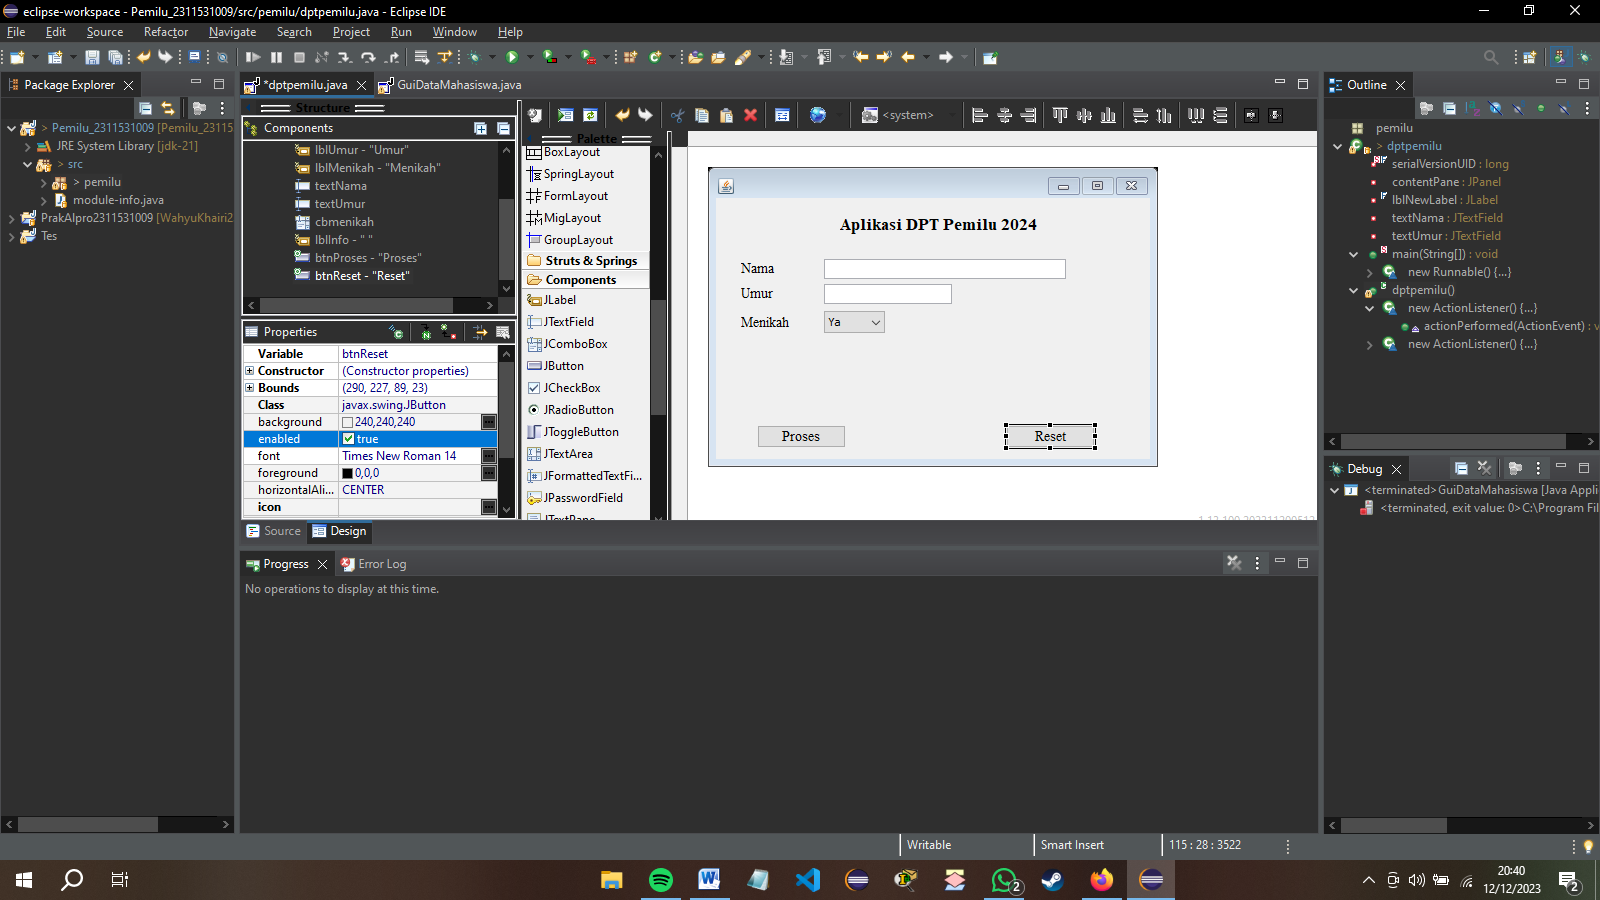 eclipse-workspace - Pemilu_2311531009/src/pemilu/dptpemilu.java - Eclipse IDE
File Edit Source Refactor Navigate Search Project Run Window Help
Package Explorer
> Pemilu_2311531009 [Pemilu_23115
JRE System Library [jdk-21]
> src
> pemilu
module-info.java
PrakAlpro2311531009 [WahyuKhairi2
Tes
*dptpemilu.java
GuiDataMahasiswa.java
Structure
Components
lblUmur - "Umur"
lblMenikah - "Menikah"
textNama
textUmur
cbmenikah
lblInfo - " "
btnProses - "Proses"
btnReset - "Reset"
Properties
Variable btnReset
Constructor (Constructor properties)
Bounds (290, 227, 89, 23)
Class javax.swing.JButton
background 240,240,240
enabled true
font Times New Roman 14
foreground 0,0,0
horizontalAli... CENTER
icon
Palette
BoxLayout
SpringLayout
FormLayout
MigLayout
GroupLayout
Struts & Springs
Components
JLabel
JTextField
JComboBox
JButton
JCheckBox
JRadioButton
JToggleButton
JTextArea
JFormattedTextFi...
JPasswordField
JTextPane
<system>
Aplikasi DPT Pemilu 2024
Nama
Umur
Menikah Ya
Proses Reset
Source Design
Progress
Error Log
No operations to display at this time.
Outline
pemilu
> dptpemilu
serialVersionUID : long
contentPane : JPanel
lblNewLabel : JLabel
textNama : JTextField
textUmur : JTextField
main(String[]) : void
new Runnable() {...}
dptpemilu()
new ActionListener() {...}
actionPerformed(ActionEvent) : v
new ActionListener() {...}
Debug
<terminated>GuiDataMahasiswa [Java Appli
<terminated, exit value: 0>C:\Program Fil
Writable Smart Insert 115 : 28 : 3522
2
20:40
12/12/2023
2